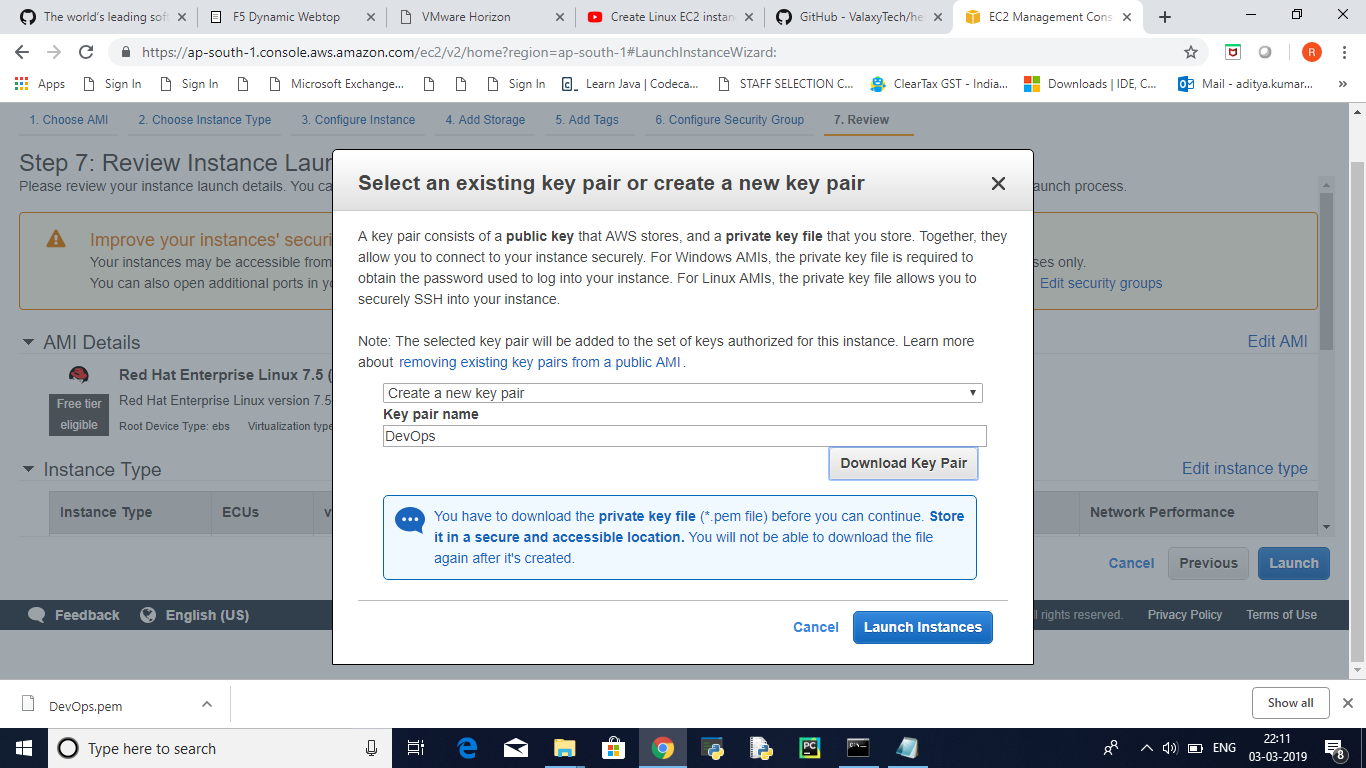 The world's leading soft
F5 Dynamic Webtop
VMware Horizon
Create Linux EC2 instan
GitHub - ValaxyTech/he
EC2 Management Cons
https://ap-south-1.console.aws.amazon.com/ec2/v2/home?region=ap-south-1#LaunchInstanceWizard:
R
Apps
Sign In
Sign In
Microsoft Exchange...
Sign In
Learn Java | Codeca...
STAFF SELECTION C...
ClearTax GST - India...
Downloads | IDE, C...
Mail - aditya.kumar...
1. Choose AMI
2. Choose Instance Type
3. Configure Instance
4. Add Storage
5. Add Tags
6. Configure Security Group
7. Review
Step 7: Review Instance Laun
Please review your instance launch details. You ca
aunch process.
Improve your instances' securi
Your instances may be accessible from
ses only.
You can also open additional ports in yo
Edit security groups
AMI Details
Edit AMI
Red Hat Enterprise Linux 7.5 (
Free tier
eligible
Red Hat Enterprise Linux version 7.5
Root Device Type: ebs
Virtualization type
Instance Type
Edit instance type
Instance Type
ECUs
v
Network Performance
Cancel
Previous
Launch
Feedback
English (US)
l rights reserved.
Privacy Policy
Terms of Use
Select an existing key pair or create a new key pair
A key pair consists of a public key that AWS stores, and a private key file that you store. Together, they
allow you to connect to your instance securely. For Windows AMIs, the private key file is required to
obtain the password used to log into your instance. For Linux AMIs, the private key file allows you to
securely SSH into your instance.
Note: The selected key pair will be added to the set of keys authorized for this instance. Learn more
about removing existing key pairs from a public AMI.
Create a new key pair
Key pair name
DevOps
Download Key Pair
You have to download the private key file (*.pem file) before you can continue. Store
it in a secure and accessible location. You will not be able to download the file
again after it's created.
Cancel
Launch Instances
DevOps.pem
Show all
Type here to search
ENG
22:11
03-03-2019
8